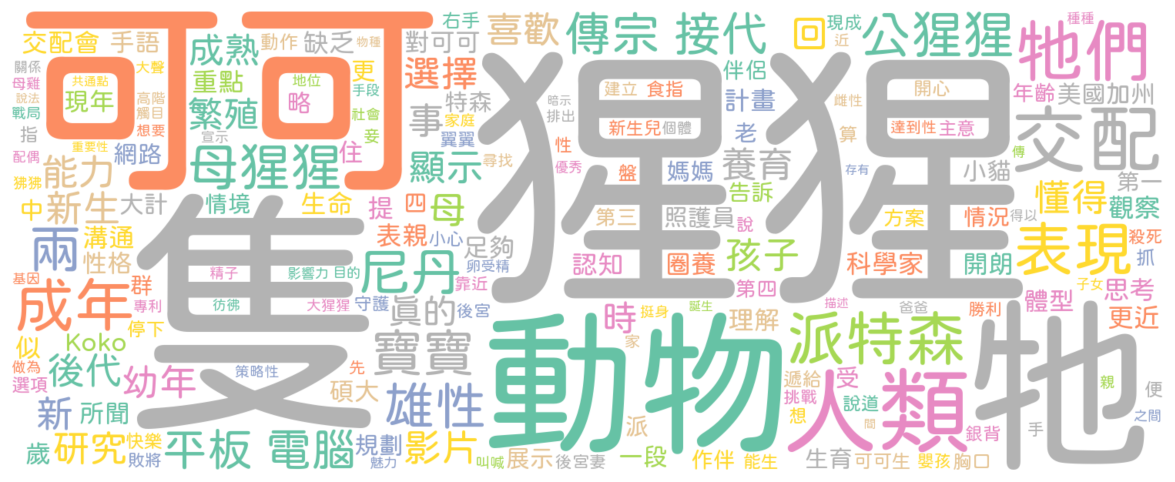 可可
猩猩
隻
動物
牠
人類
交配
牠們
公猩猩
傳宗 接代
喜歡
回
現成
近
右手
交配會
手語
成熟
動作
缺乏
物種
對可可
選擇
更
手段
社會
妾
重點
繁殖
地位
略
現年
共通點
大聲
關係
母雞
說法
戰局
高階
觸目
想要
指
重要性
宣示
配偶
網路
母猩猩
住
翼翼
家庭
事
特森
顯示
狒狒
能力
中
新生
大計
情境
生命
提
四
母
兩
溝通
性格
表親
小心
足夠
尼丹
卵受精
靠近
基因
成年
群
專利
停下
精子
彷彿
影響力
目的
大猩猩
守護
後宮
真的
寶寶
似
Koko
做為
選項
後代
幼年
策略性
先
碩大
雄性
新
所聞
歲
研究
快樂
敗將
平板 電腦
規劃
魅力
影片
叫喊
展示
後宮妻
一段
派
作伴
能生
伴侶
建立
食指
計畫
暗示
排出
新生兒
個體
老
性
優秀
尋找
盤
媽媽
養育
告訴
第三
照護員
說
認知
圈養
孩子
第四
時
挺身
誕生
理解
家
派特森
遞給
受
挑戰
說道
想
間
生育
可可生
嬰孩
胸口
銀背
手
之間
便
親
雌性
算
開心
達到性
主意
年齡
美國加州
小貓
存有
傳
第一
懂得
觀察
方案
情況
得以
表現
殺死
抓
科學家
開朗
子女
思考
體型
更近
描述
爸爸
勝利